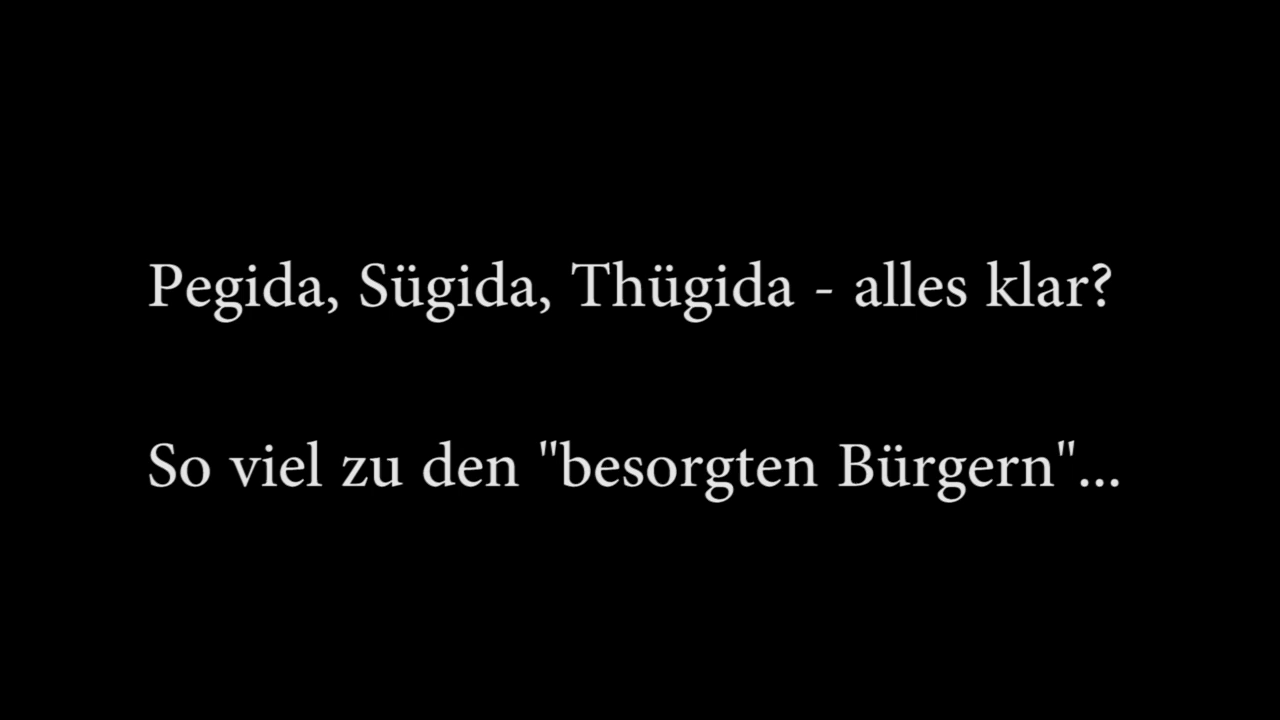 Pegida, Sügida, Thügida - alles klar?
So viel zu den "besorgten Bürgern"...